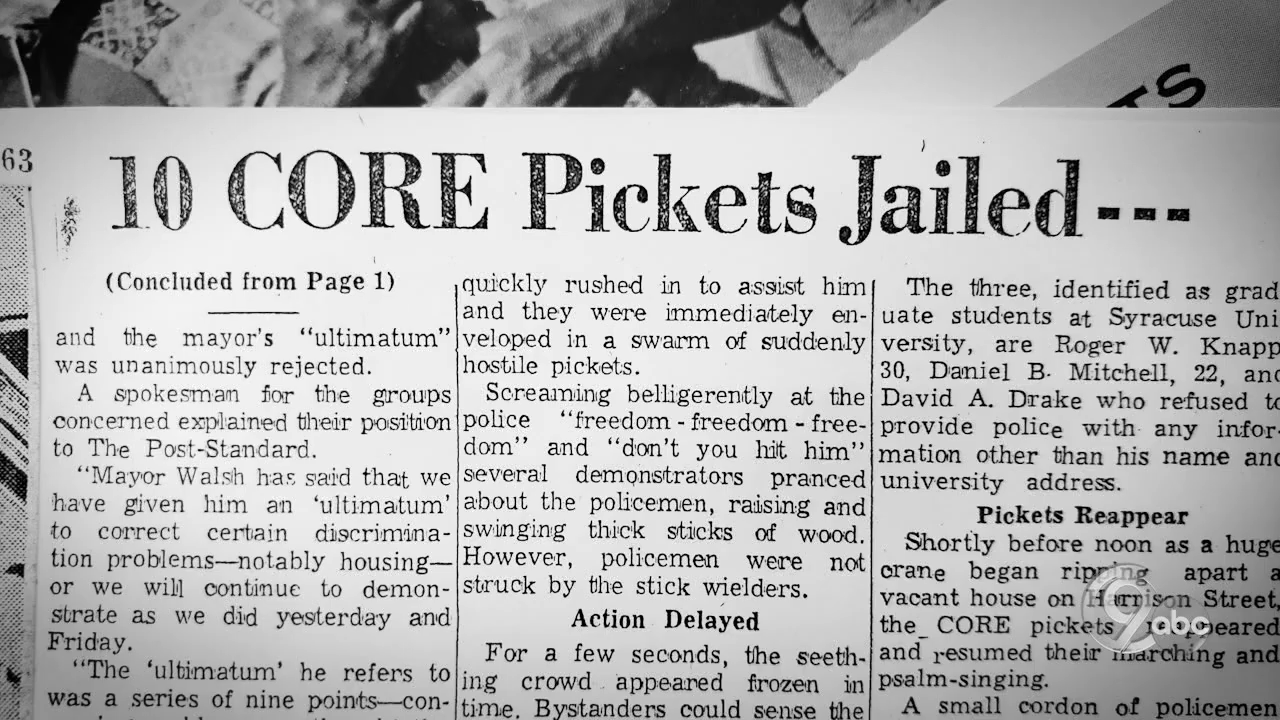 TS
63
10 CORE Pickets Jailed---
(Concluded from Page 1)
and the mayor's "ultimatum"
was unanimously rejected.
A spokesman for the groups
concerned explained their position
to The Post-Standard.
"Mayor Walsh has said that we
have given him an 'ultimatum'
to correct certain discrimina-
tion problems—notably housing—
or we will continue to demon-
strate as we did yesterday and
Friday.
"The 'ultimatum' he refers to
was a series of nine points—con-
quickly rushed in to assist him
and they were immediately en-
veloped in a swarm of suddenly
hostile pickets.
Screaming belligerently at the
police "freedom - freedom - free-
dom" and "don't you hit him"
several demonstrators pranced
about the policemen, raising and
swinging thick sticks of wood.
However, policemen were not
struck by the stick wielders.
Action Delayed
For a few seconds, the seeth-
ing crowd appeared frozen in
time. Bystanders could sense the
The three, identified as grad
uate students at Syracuse Uni
versity, are Roger W. Knapp
30, Daniel B. Mitchell, 22, and
David A. Drake who refused to
provide police with any infor-
mation other than his name and
university address.
Pickets Reappear
Shortly before noon as a huge
crane began ripping apart a
vacant house on Harrison Street,
the CORE pickets reappeared
and resumed their marching and
psalm-singing.
A small cordon of policemen
9 abc